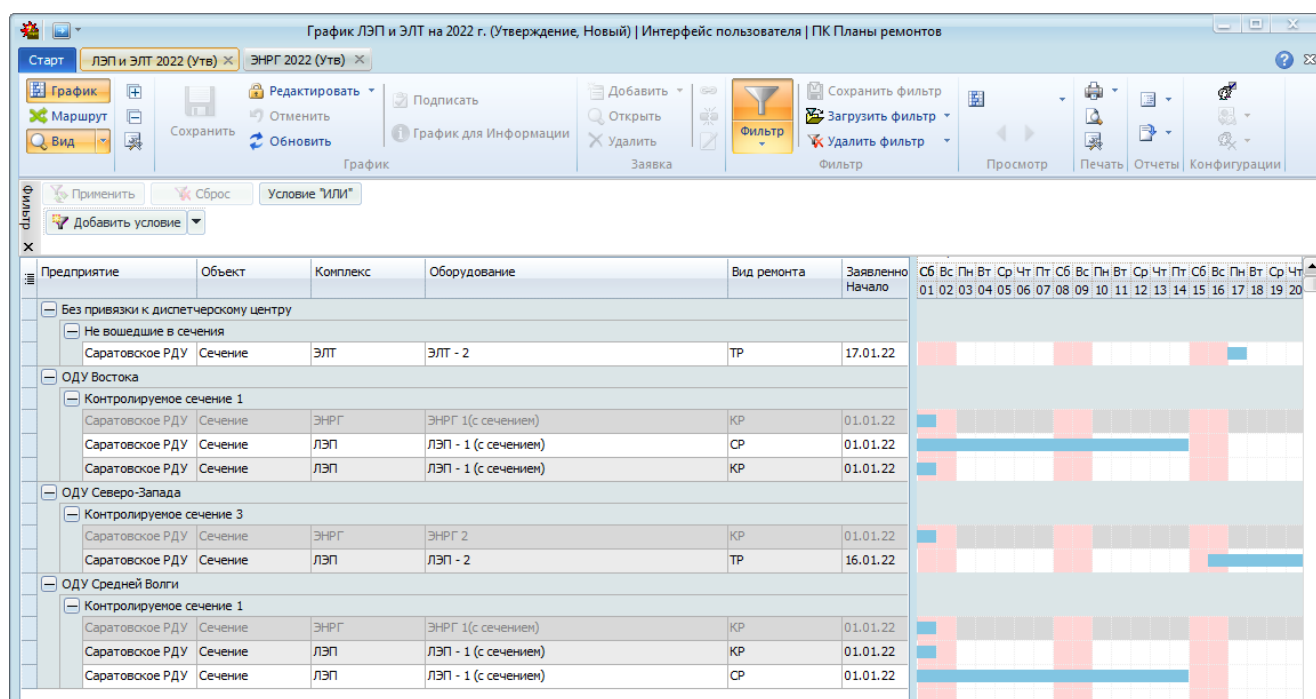 График ЛЭП и ЭЛТ на 2022 г. (Утверждение, Новый) | Интерфейс пользователя | ПК Планы ремонтов
Старт ЛЭП и ЭЛТ 2022 (Утв) ЭНРГ 2022 (Утв)
График Редактировать Добавить Сохранить фильтр
Маршрут Сохранить Отменить Подписать Открыть Фильтр Загрузить фильтр
Вид Обновить График для Информации Удалить Удалить фильтр
График Заявка Фильтр Просмотр Печать Отчеты Конфигурации
Фильтр
Применить Сброс Условие "ИЛИ"
Добавить условие
Предприятие Объект Комплекс Оборудование Вид ремонта Заявленно Сб Вс Пн Вт Ср Чт Пт Сб Вс Пн Вт Ср Чт Пт Сб Вс Пн Вт Ср Чт
Начало 01 02 03 04 05 06 07 08 09 10 11 12 13 14 15 16 17 18 19 20
Без привязки к диспетчерскому центру
Не вошедшие в сечения
Саратовское РДУ Сечение ЭЛТ ЭЛТ - 2 ТР 17.01.22
ОДУ Востока
Контролируемое сечение 1
Саратовское РДУ Сечение ЭНРГ ЭНРГ 1(с сечением) КР 01.01.22
Саратовское РДУ Сечение ЛЭП ЛЭП - 1 (с сечением) СР 01.01.22
Саратовское РДУ Сечение ЛЭП ЛЭП - 1 (с сечением) КР 01.01.22
ОДУ Северо-Запада
Контролируемое сечение 3
Саратовское РДУ Сечение ЭНРГ ЭНРГ 2 КР 01.01.22
Саратовское РДУ Сечение ЛЭП ЛЭП - 2 ТР 16.01.22
ОДУ Средней Волги
Контролируемое сечение 1
Саратовское РДУ Сечение ЭНРГ ЭНРГ 1(с сечением) КР 01.01.22
Саратовское РДУ Сечение ЛЭП ЛЭП - 1 (с сечением) КР 01.01.22
Саратовское РДУ Сечение ЛЭП ЛЭП - 1 (с сечением) СР 01.01.22